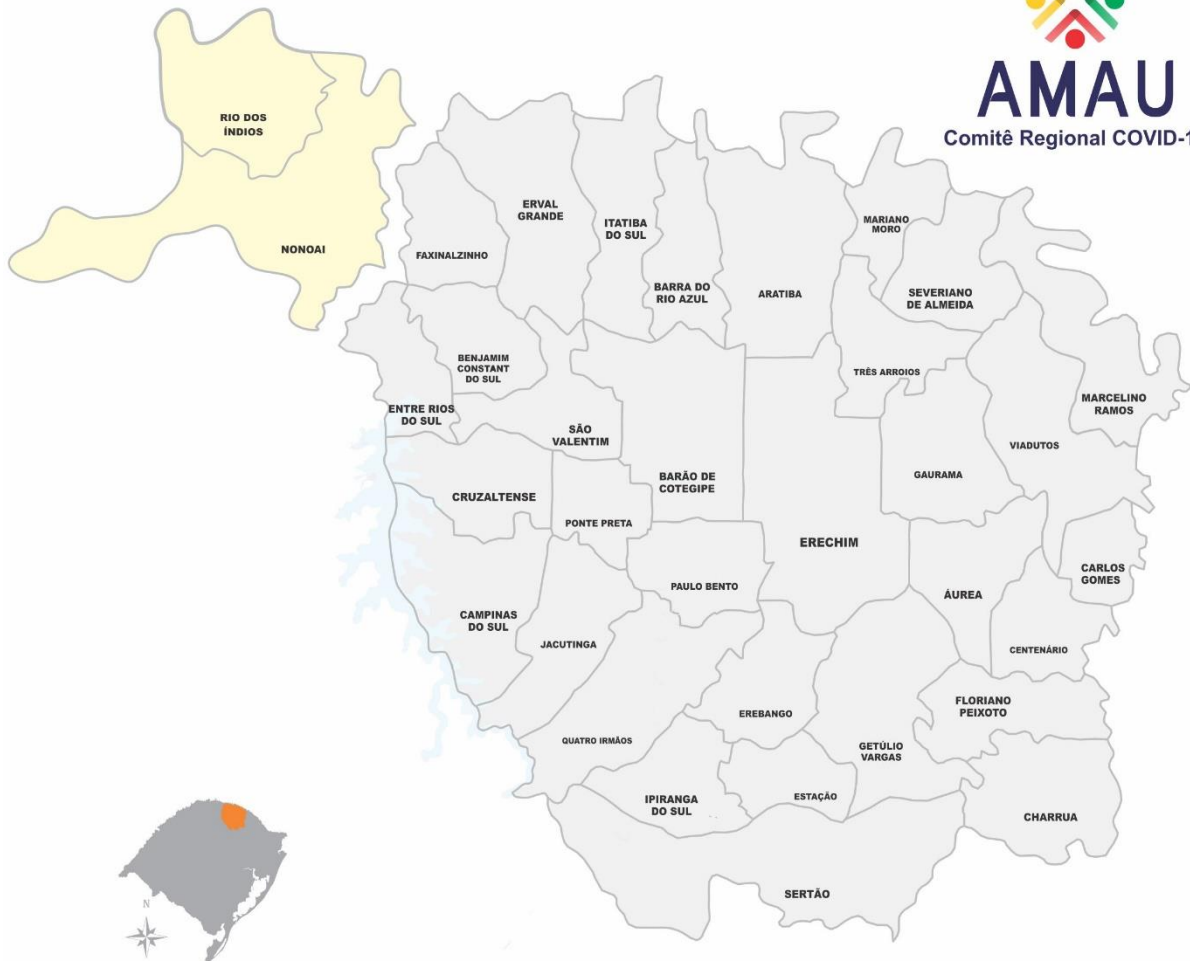 AMAU
Comitê Regional COVID-1
RIO DOS
ÍNDIOS
NONOAI
FAXINALZINHO
ERVAL
GRANDE
ITATIBA
DO SUL
BARRA DO
RIO AZUL
ARATIBA
MARIANO
MORO
SEVERIANO
DE ALMEIDA
BENJAMIM
CONSTANT
DO SUL
TRÊS ARROIOS
MARCELINO
RAMOS
ENTRE RIOS
DO SUL
SÃO
VALENTIM
VIADUTOS
GAURAMA
BARÃO DE
COTEGIPE
CRUZALTENSE
PONTE PRETA
ERECHIM
CARLOS
GOMES
PAULO BENTO
ÁUREA
CAMPINAS
DO SUL
JACUTINGA
CENTENÁRIO
FLORIANO
PEIXOTO
EREBANGO
QUATRO IRMÃOS
GETÚLIO
VARGAS
IPIRANGA
DO SUL
ESTAÇÃO
CHARRUA
SERTÃO
N